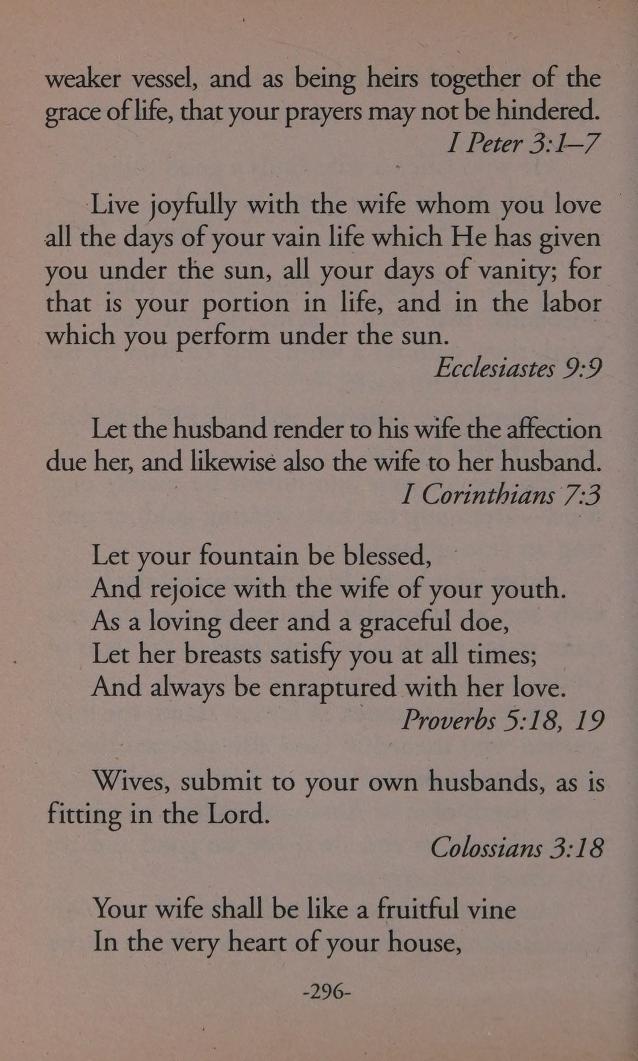 weaker vessel, and as being heirs together of the
grace of life, that your prayers may not be hindered.
I Peter 3:1–7
Live joyfully with the wife whom you love
all the days of your vain life which He has given
you under the sun, all your days of vanity; for
that is your portion in life, and in the labor
which you perform under the sun.
Ecclesiastes 9:9
Let the husband render to his wife the affection
due her, and likewise also the wife to her husband.
I Corinthians 7:3
Let your fountain be blessed,
And rejoice with the wife of your youth.
As a loving deer and a graceful doe,
Let her breasts satisfy you at all times;
And always be enraptured with her love.
Proverbs 5:18, 19
Wives, submit to your own husbands, as is
fitting in the Lord.
Colossians 3:18
Your wife shall be like a fruitful vine
In the very heart of your house,
-296-